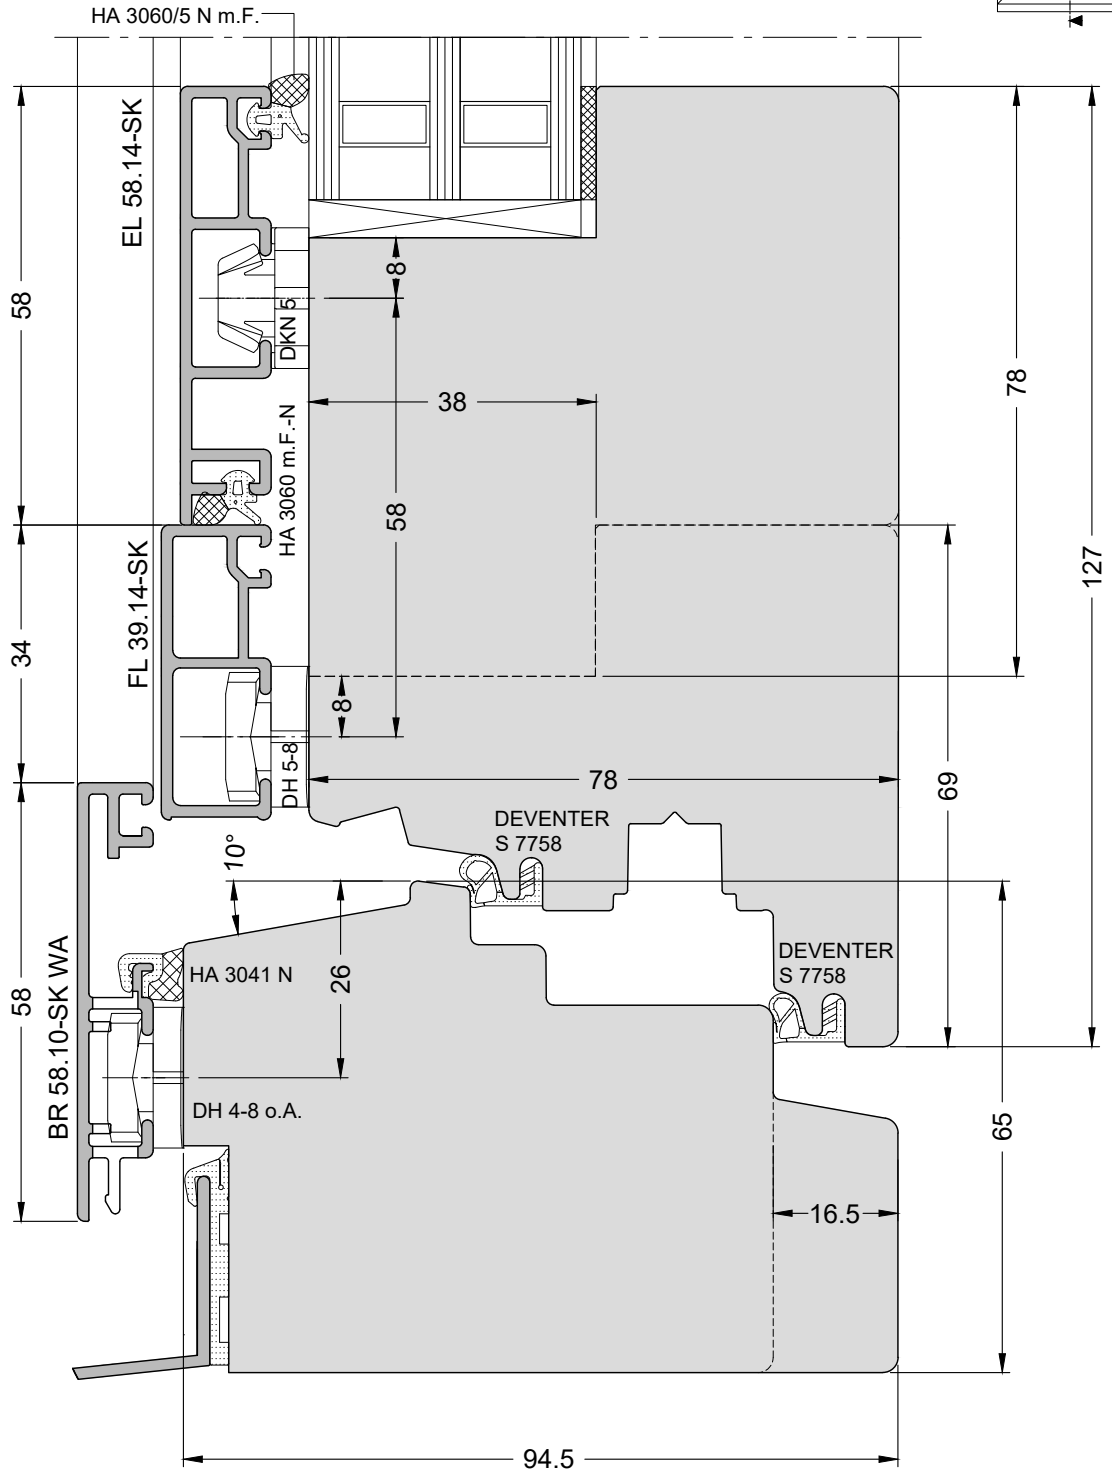 HA 3060/5 N m.F.
EL 58.14-SK
58
8
DKN 5
38
78
HA 3060 m.F.-N
58
127
FL 39.14-SK
34
8
DH 5-8
78
69
DEVENTER
S 7758
10°
26
HA 3041 N
DEVENTER
S 7758
58
BR 58.10-SK WA
DH 4-8 o.A.
65
16.5
94.5